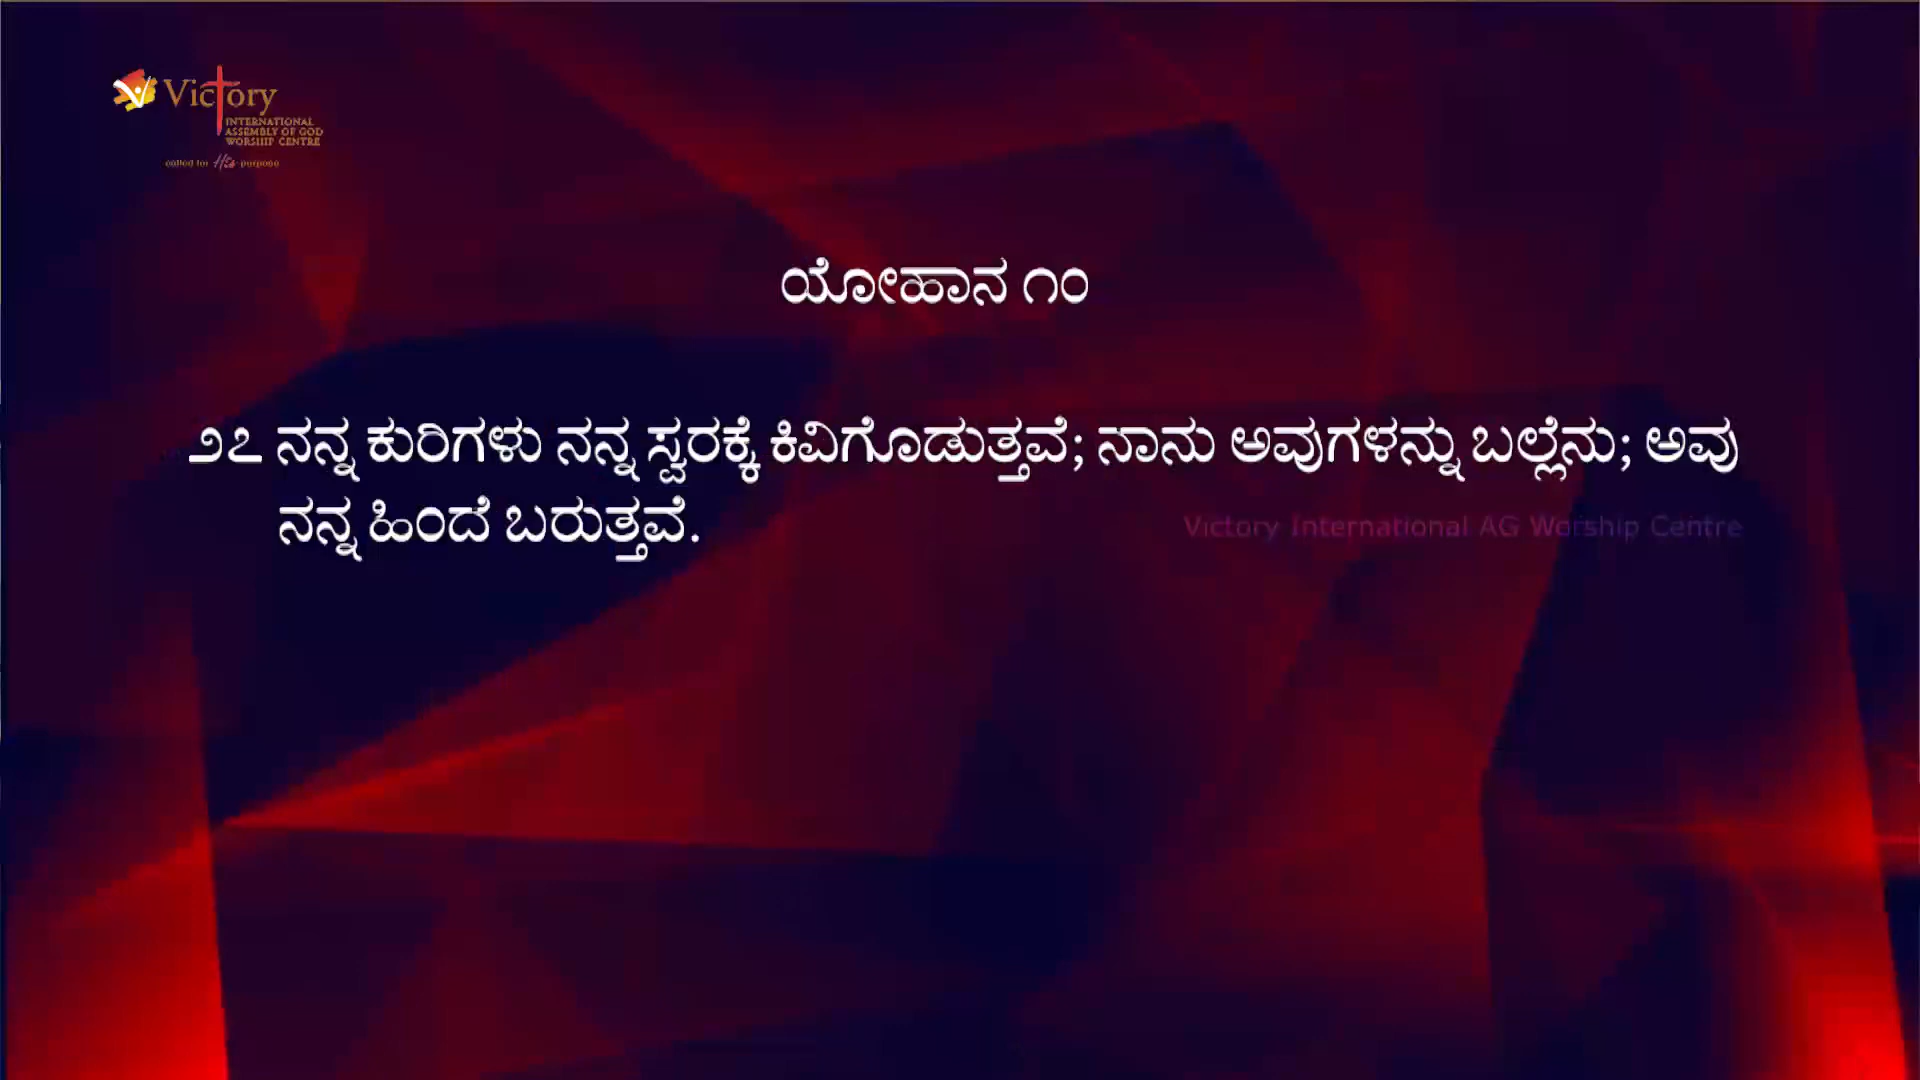 Victory
INTERNATIONAL
ASSEMBLY OF GOD
WORSHIP CENTRE
called for His purpose
ಯೋಹಾನ ೧೦
೨೭ ನನ್ನ ಕುರಿಗಳು ನನ್ನ ಸ್ವರಕ್ಕೆ ಕಿವಿಗೊಡುತ್ತವೆ; ನಾನು ಅವುಗಳನ್ನು ಬಲ್ಲೆನು; ಅವು
ನನ್ನ ಹಿಂದೆ ಬರುತ್ತವೆ.
Victory International AG Worship Centre